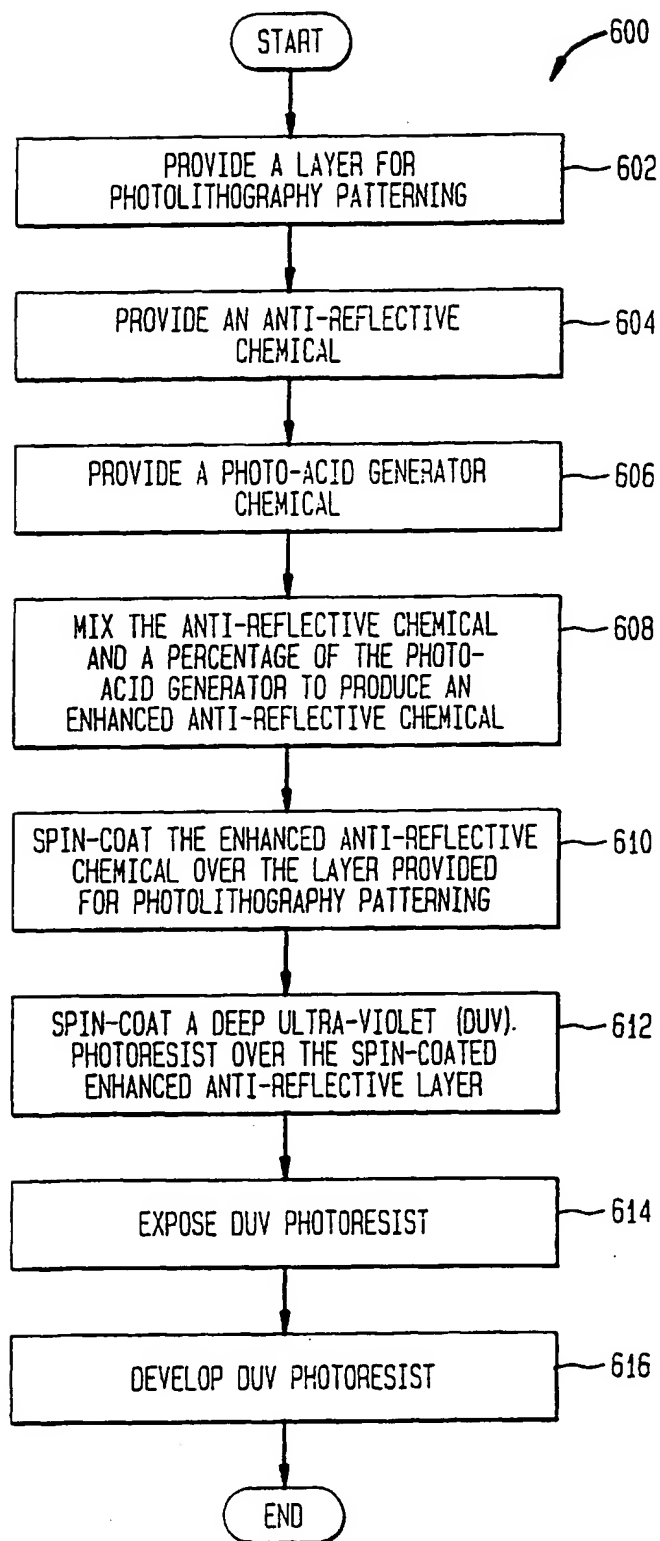 START
600
PROVIDE A LAYER FOR
PHOTOLITHOGRAPHY PATTERNING
602
PROVIDE AN ANTI-REFLECTIVE
CHEMICAL
604
PROVIDE A PHOTO-ACID GENERATOR
CHEMICAL
606
MIX THE ANTI-REFLECTIVE CHEMICAL
AND A PERCENTAGE OF THE PHOTO-
ACID GENERATOR TO PRODUCE AN
ENHANCED ANTI-REFLECTIVE CHEMICAL
608
SPIN-COAT THE ENHANCED ANTI-REFLECTIVE
CHEMICAL OVER THE LAYER PROVIDED
FOR PHOTOLITHOGRAPHY PATTERNING
610
SPIN-COAT A DEEP ULTRA-VIOLET (DUV).
PHOTORESIST OVER THE SPIN-COATED
ENHANCED ANTI-REFLECTIVE LAYER
612
EXPOSE DUV PHOTORESIST
614
DEVELOP DUV PHOTORESIST
616
END